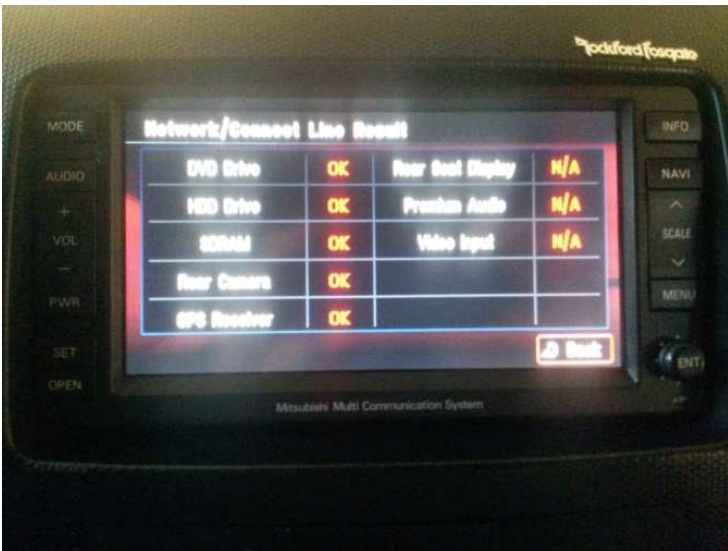 Rockford Fosgate
MODE
AUDIO
+
VOL
−
PWR
SET
OPEN
Network/Connect Line Result
DVD Drive OK Rear Seat Display N/A
HDD Drive OK Premium Audio N/A
SDRAM OK Video Input N/A
Rear Camera OK
GPS Receiver OK
Back
INFO
NAVI
SCALE
MENU
ENT
Mitsubishi Multi Communication System